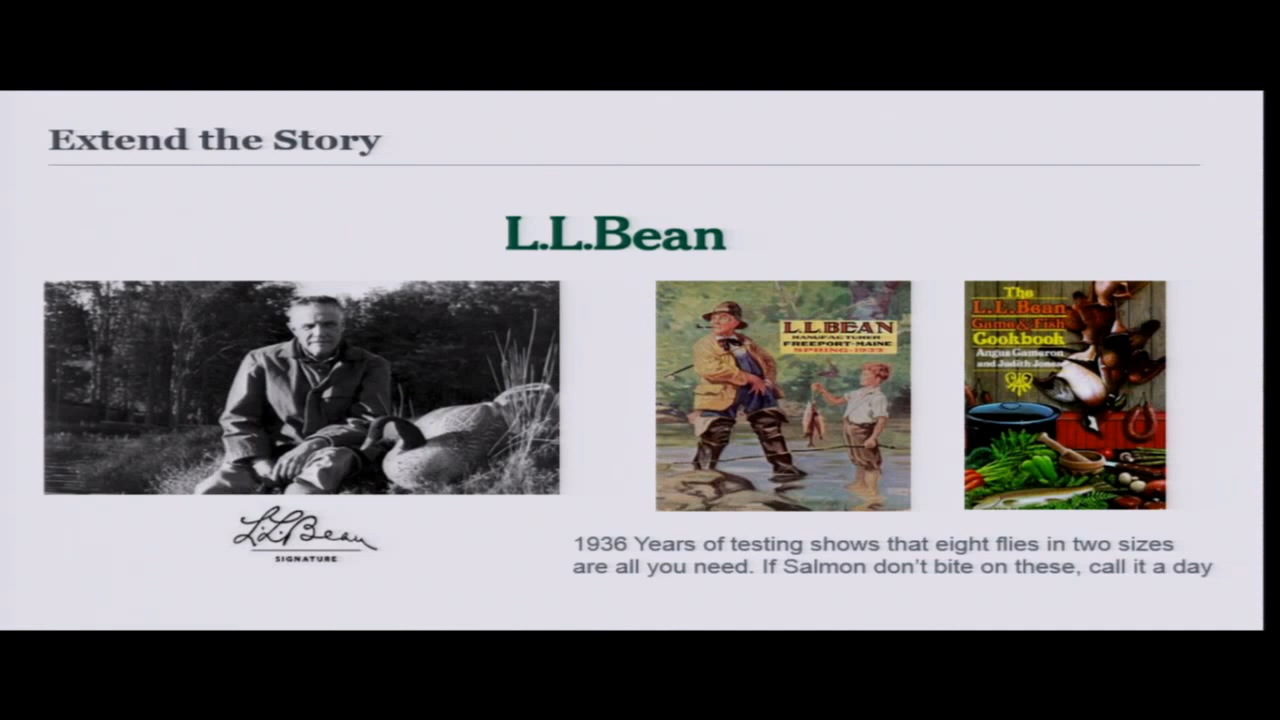 Extend the Story
L.L.Bean
L.L.BEAN
MANUFACTURER
FREEPORT-MAINE
SPRING-1933
The
L.L.Bean
Game & Fish
Cookbook
Angus Cameron
and Judith Jones
L.L.Bean
SIGNATURE
1936 Years of testing shows that eight flies in two sizes
are all you need. If Salmon don't bite on these, call it a day